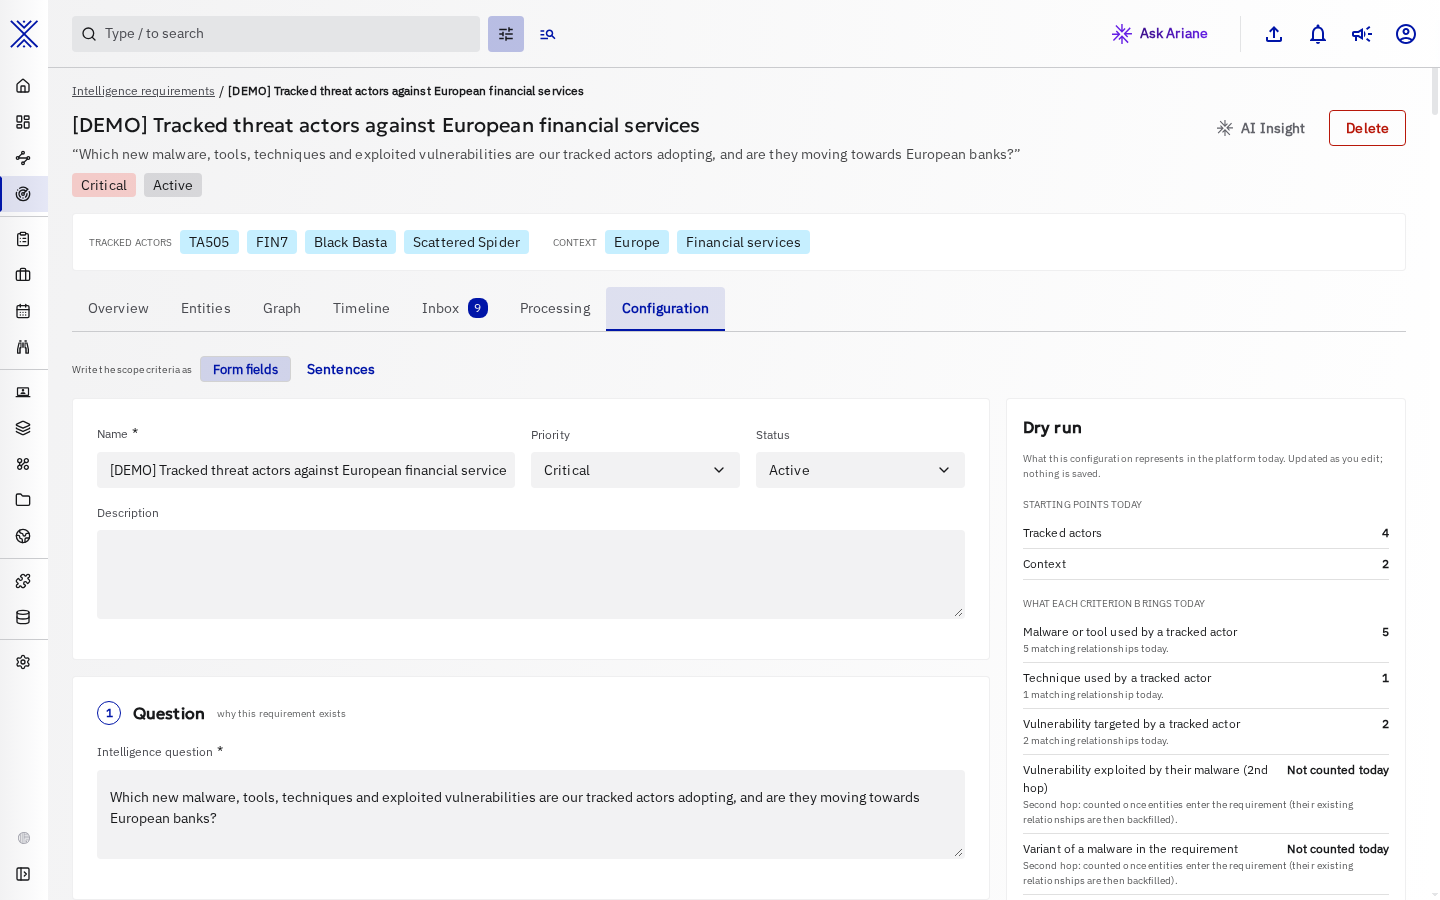 Type / to search
Ask Ariane
Intelligence requirements / [DEMO] Tracked threat actors against European financial services
[DEMO] Tracked threat actors against European financial services
AI Insight
Delete
“Which new malware, tools, techniques and exploited vulnerabilities are our tracked actors adopting, and are they moving towards European banks?”
Critical
Active
TRACKED ACTORS
TA505
FIN7
Black Basta
Scattered Spider
CONTEXT
Europe
Financial services
Overview
Entities
Graph
Timeline
Inbox 9
Processing
Configuration
Write the scope criteria as
Form fields
Sentences
Name *
Priority
Status
[DEMO] Tracked threat actors against European financial service
Critical
Active
Description
1 Question why this requirement exists
Intelligence question *
Which new malware, tools, techniques and exploited vulnerabilities are our tracked actors adopting, and are they moving towards
European banks?
Dry run
What this configuration represents in the platform today. Updated as you edit;
nothing is saved.
STARTING POINTS TODAY
Tracked actors 4
Context 2
WHAT EACH CRITERION BRINGS TODAY
Malware or tool used by a tracked actor 5
5 matching relationships today.
Technique used by a tracked actor 1
1 matching relationship today.
Vulnerability targeted by a tracked actor 2
2 matching relationships today.
Vulnerability exploited by their malware (2nd Not counted today
hop)
Second hop: counted once entities enter the requirement (their existing
relationships are then backfilled).
Variant of a malware in the requirement Not counted today
Second hop: counted once entities enter the requirement (their existing
relationships are then backfilled).